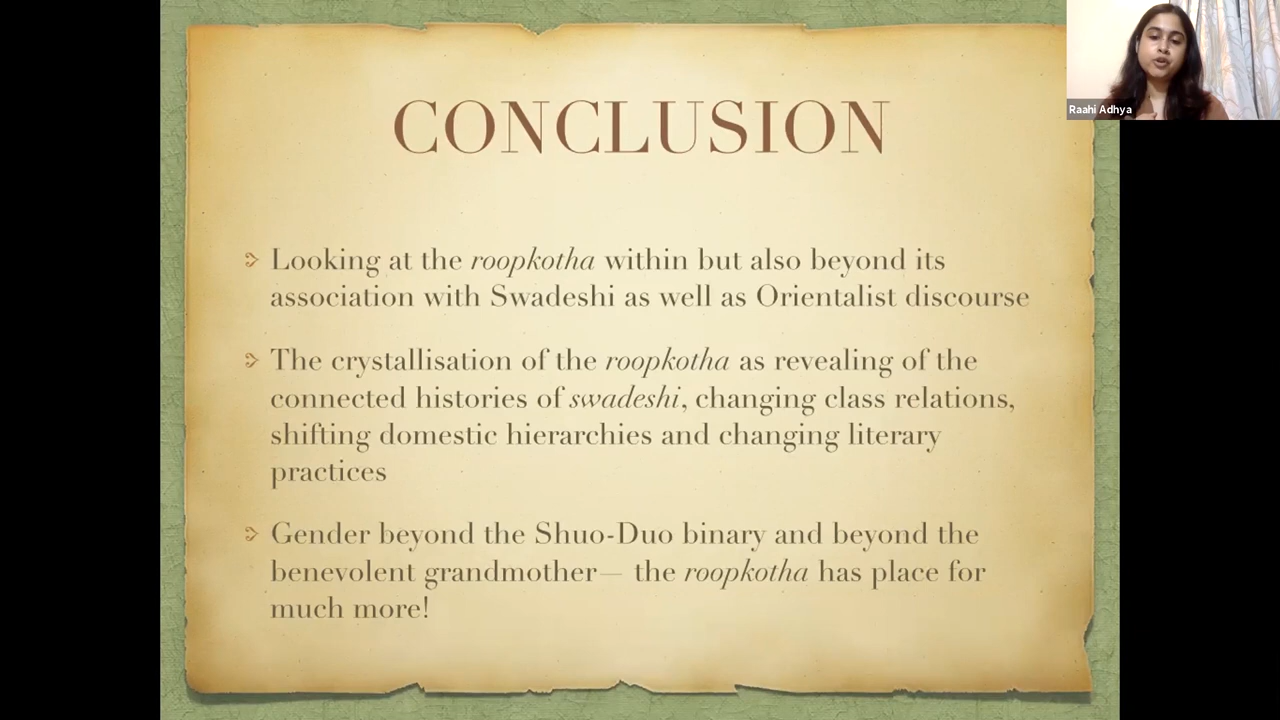 CONCLUSION
Raahi Adhya
Looking at the roopkotha within but also beyond its
association with Swadeshi as well as Orientalist discourse
The crystallisation of the roopkotha as revealing of the
connected histories of swadeshi, changing class relations,
shifting domestic hierarchies and changing literary
practices
Gender beyond the Shuo-Duo binary and beyond the
benevolent grandmother— the roopkotha has place for
much more!